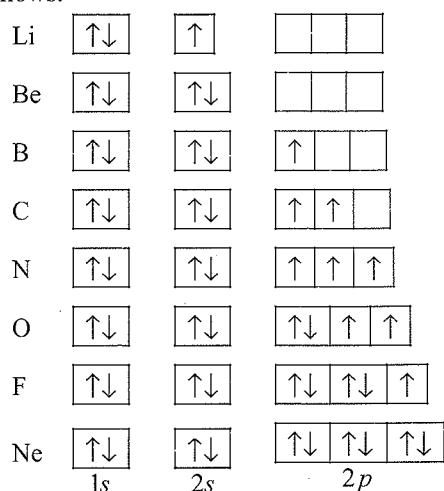 Li ↑↓ ↑
Be ↑↓ ↑↓
B ↑↓ ↑↓ ↑
C ↑↓ ↑↓ ↑ ↑
N ↑↓ ↑↓ ↑ ↑ ↑
O ↑↓ ↑↓ ↑↓ ↑ ↑
F ↑↓ ↑↓ ↑↓ ↑↓ ↑
Ne ↑↓ ↑↓ ↑↓ ↑↓ ↑↓
1s 2s 2p